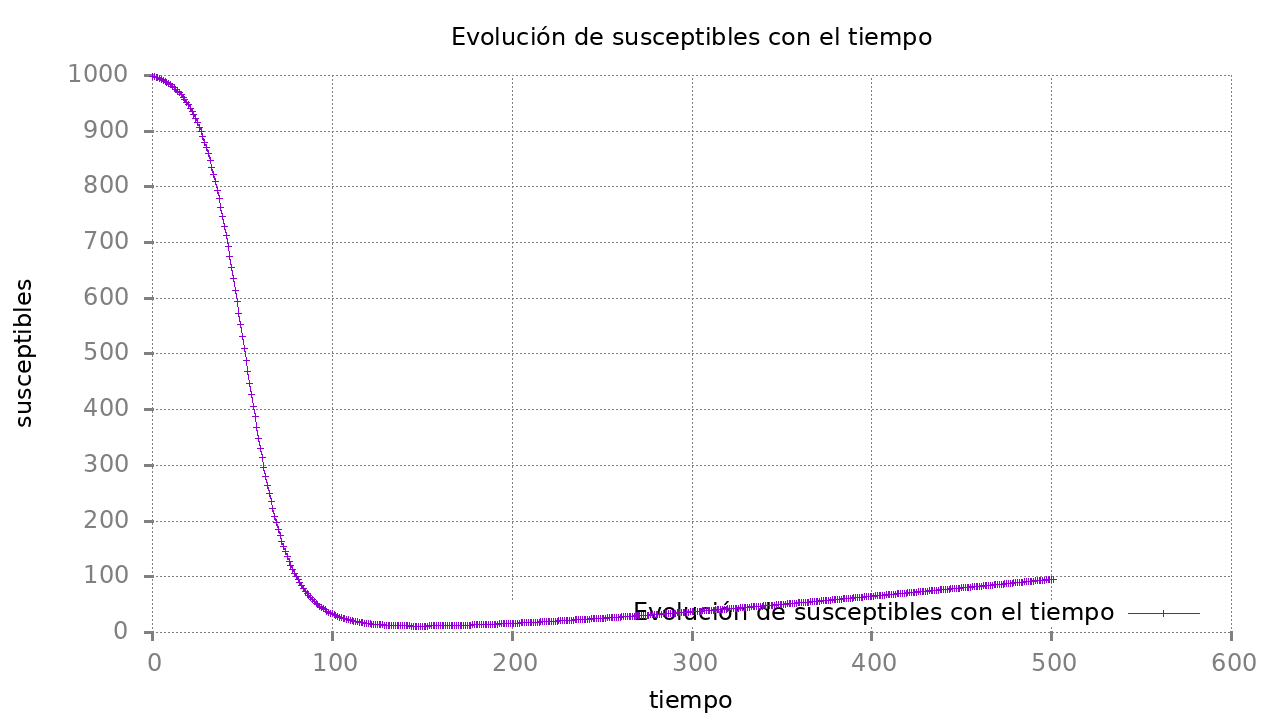 Evolución de susceptibles con el tiempo
1000
900
800
700
600
500
400
300
200
100
0
susceptibles
Evolución de susceptibles con el tiempo
0 100 200 300 400 500 600
tiempo